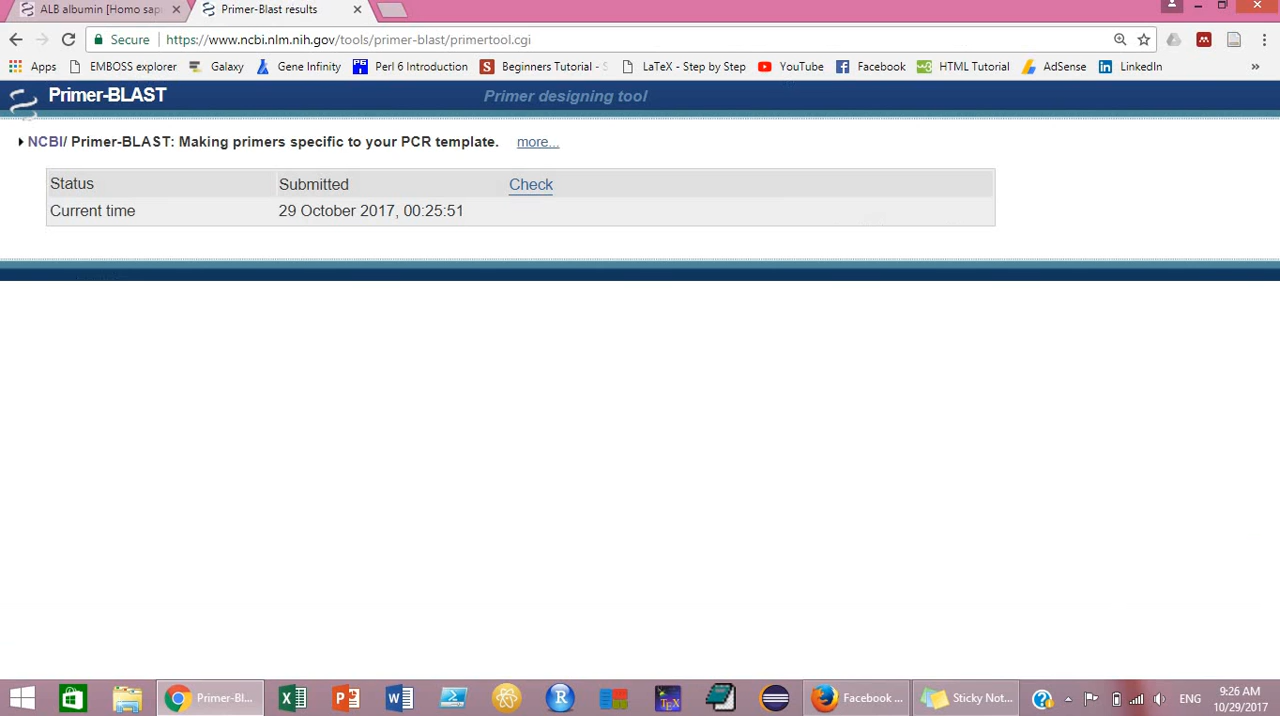 ALB albumin [Homo sap
Primer-Blast results
Secure https://www.ncbi.nlm.nih.gov/tools/primer-blast/primertool.cgi
Apps EMBOSS explorer Galaxy Gene Infinity Perl 6 Introduction Beginners Tutorial - S LaTeX - Step by Step YouTube Facebook HTML Tutorial AdSense LinkedIn »
Primer-BLAST Primer designing tool
NCBI/ Primer-BLAST: Making primers specific to your PCR template. more...
Status Submitted Check
Current time 29 October 2017, 00:25:51
Primer-Bl... Facebook ... Sticky Not... ENG 9:26 AM
10/29/2017